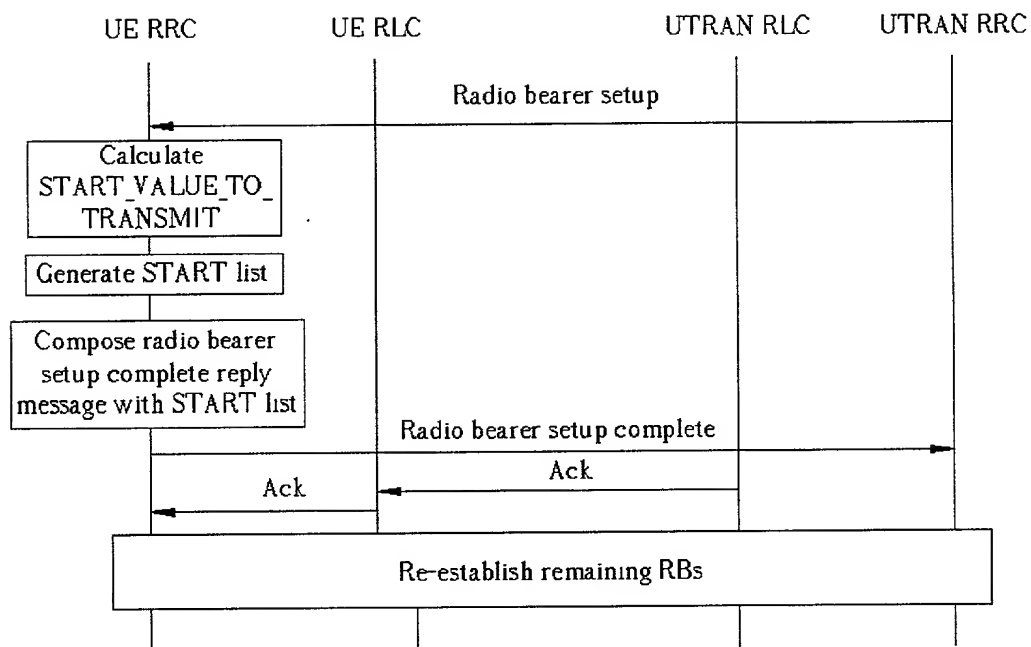 UE RRC
UE RLC
UTRAN RLC
UTRAN RRC
Radio bearer setup
Calculate
START_VALUE_TO_
TRANSMIT
Generate START list
Compose radio bearer
setup complete reply
message with START list
Radio bearer setup complete
Ack
Ack
Re-establish remaining RBs